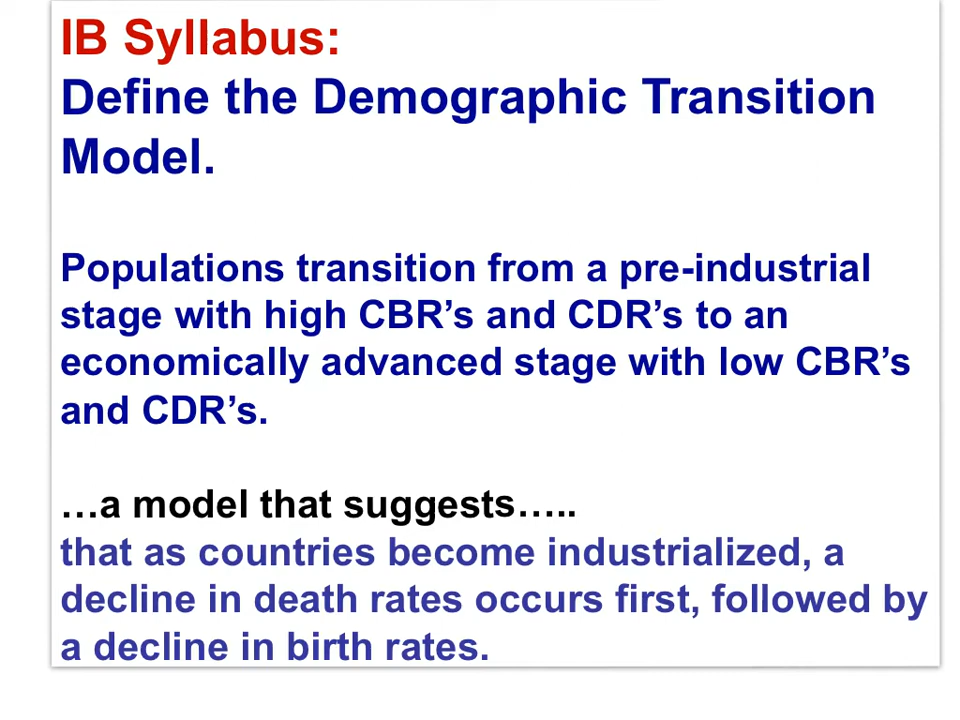 IB Syllabus:
Define the Demographic Transition
Model.
Populations transition from a pre-industrial
stage with high CBR’s and CDR’s to an
economically advanced stage with low CBR’s
and CDR’s.
…a model that suggests…..
that as countries become industrialized, a
decline in death rates occurs first, followed by
a decline in birth rates.